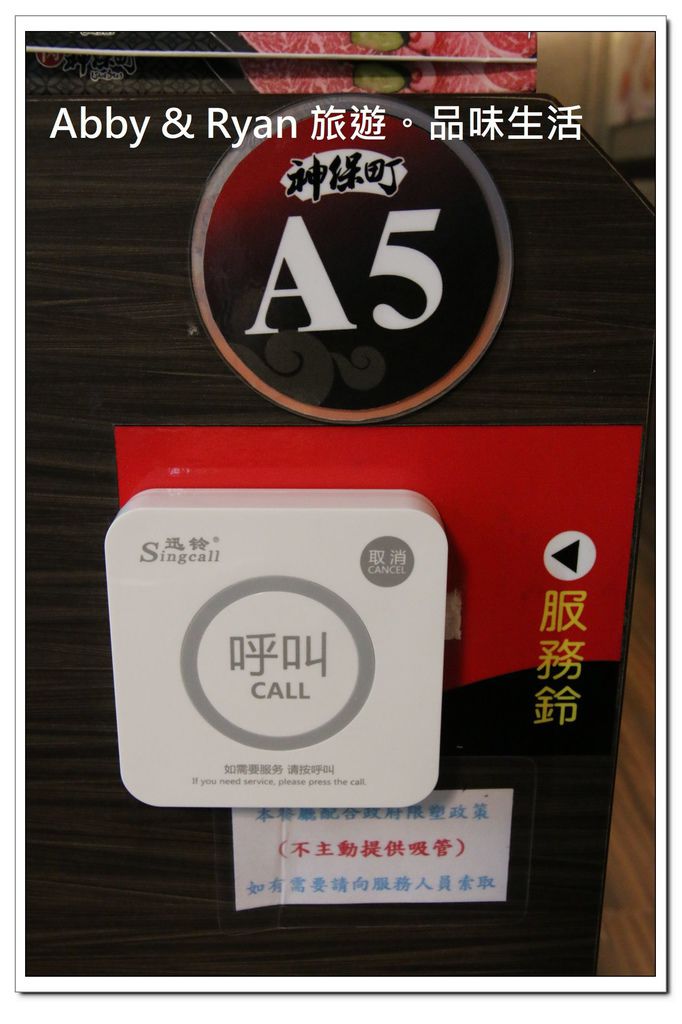 Abby & Ryan 旅遊。品味生活
神保町
A5
迅铃®
Singcall
取消
CANCEL
呼叫
CALL
如需要服务 请按呼叫
If you need service, please press the call.
服務鈴
本餐廳配合政府限塑政策
(不主動提供吸管)
如有需要請向服務人員索取